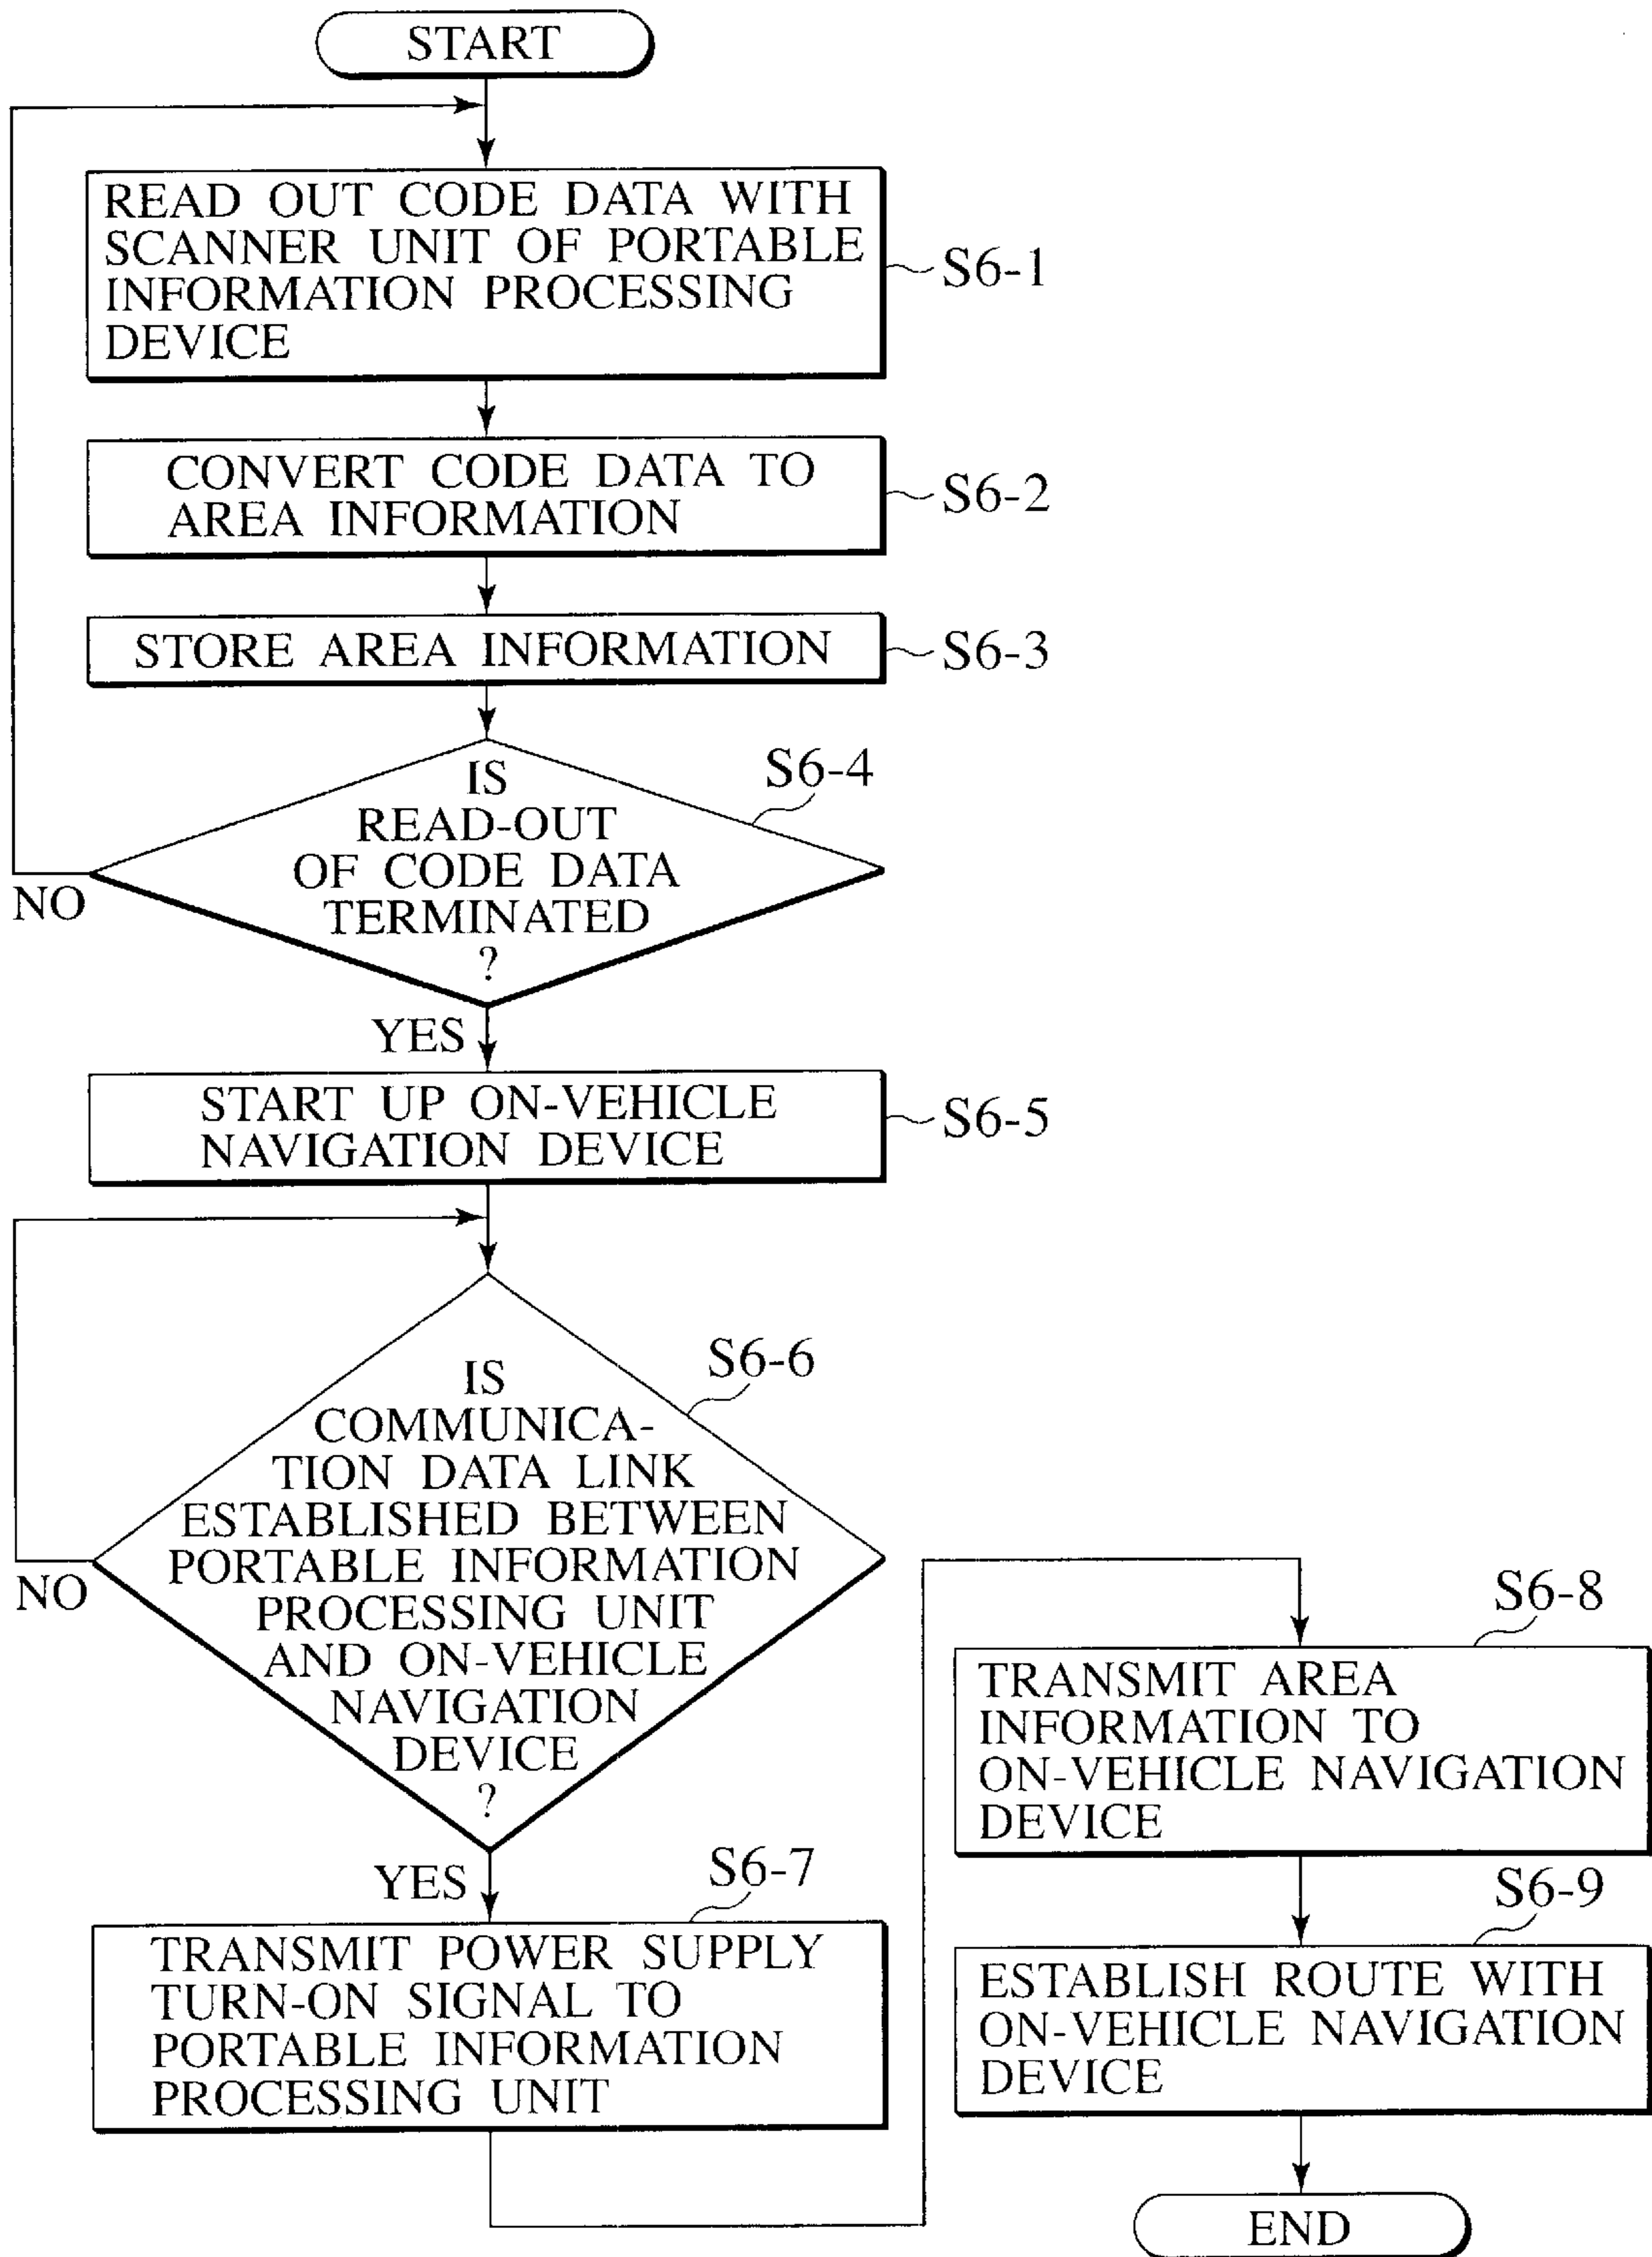 START
READ OUT CODE DATA WITH
SCANNER UNIT OF PORTABLE
INFORMATION PROCESSING
DEVICE
S6-1
CONVERT CODE DATA TO
AREA INFORMATION
S6-2
STORE AREA INFORMATION
S6-3
IS
READ-OUT
OF CODE DATA
TERMINATED
?
S6-4
NO
YES
START UP ON-VEHICLE
NAVIGATION DEVICE
S6-5
IS
COMMUNICA-
TION DATA LINK
ESTABLISHED BETWEEN
PORTABLE INFORMATION
PROCESSING UNIT
AND ON-VEHICLE
NAVIGATION
DEVICE
?
S6-6
NO
YES
S6-7
TRANSMIT POWER SUPPLY
TURN-ON SIGNAL TO
PORTABLE INFORMATION
PROCESSING UNIT
S6-8
TRANSMIT AREA
INFORMATION TO
ON-VEHICLE NAVIGATION
DEVICE
S6-9
ESTABLISH ROUTE WITH
ON-VEHICLE NAVIGATION
DEVICE
END